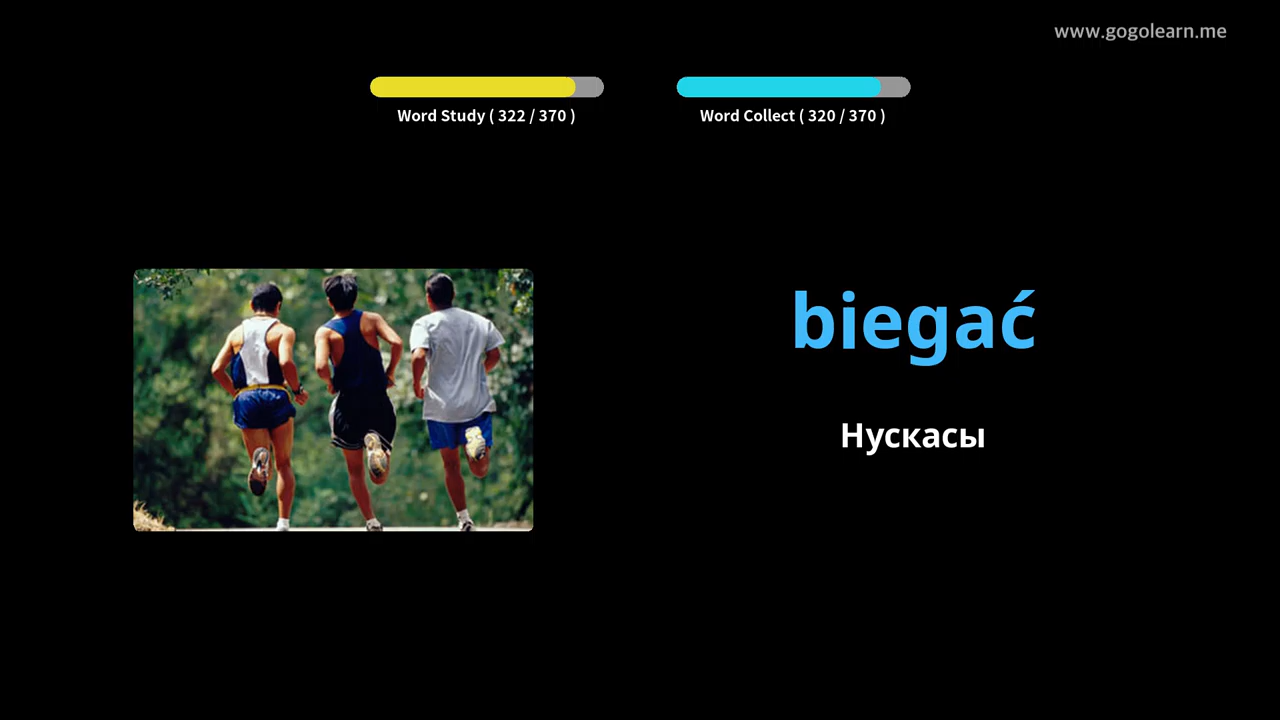 www.gogolearn.me
Word Study ( 322 / 370 )
Word Collect ( 320 / 370 )
biegać
Нускасы